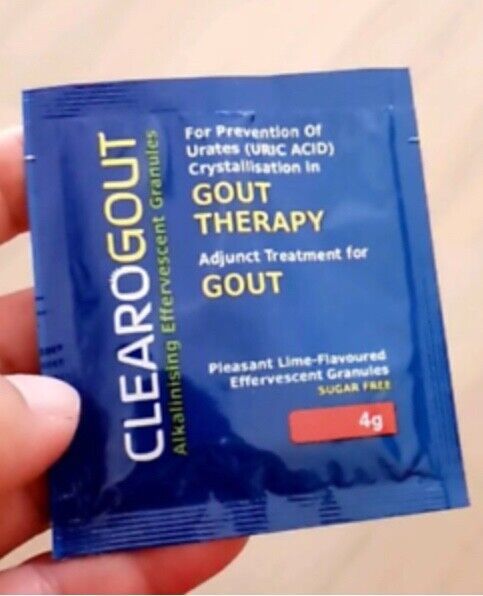 CLEAROGOUT
Alkalinising Effervescent Granules
For Prevention Of
Urates (URIC ACID)
Crystallisation in
GOUT
THERAPY
Adjunct Treatment for
GOUT
Pleasant Lime-Flavoured
Effervescent Granules
SUGAR FREE
4g